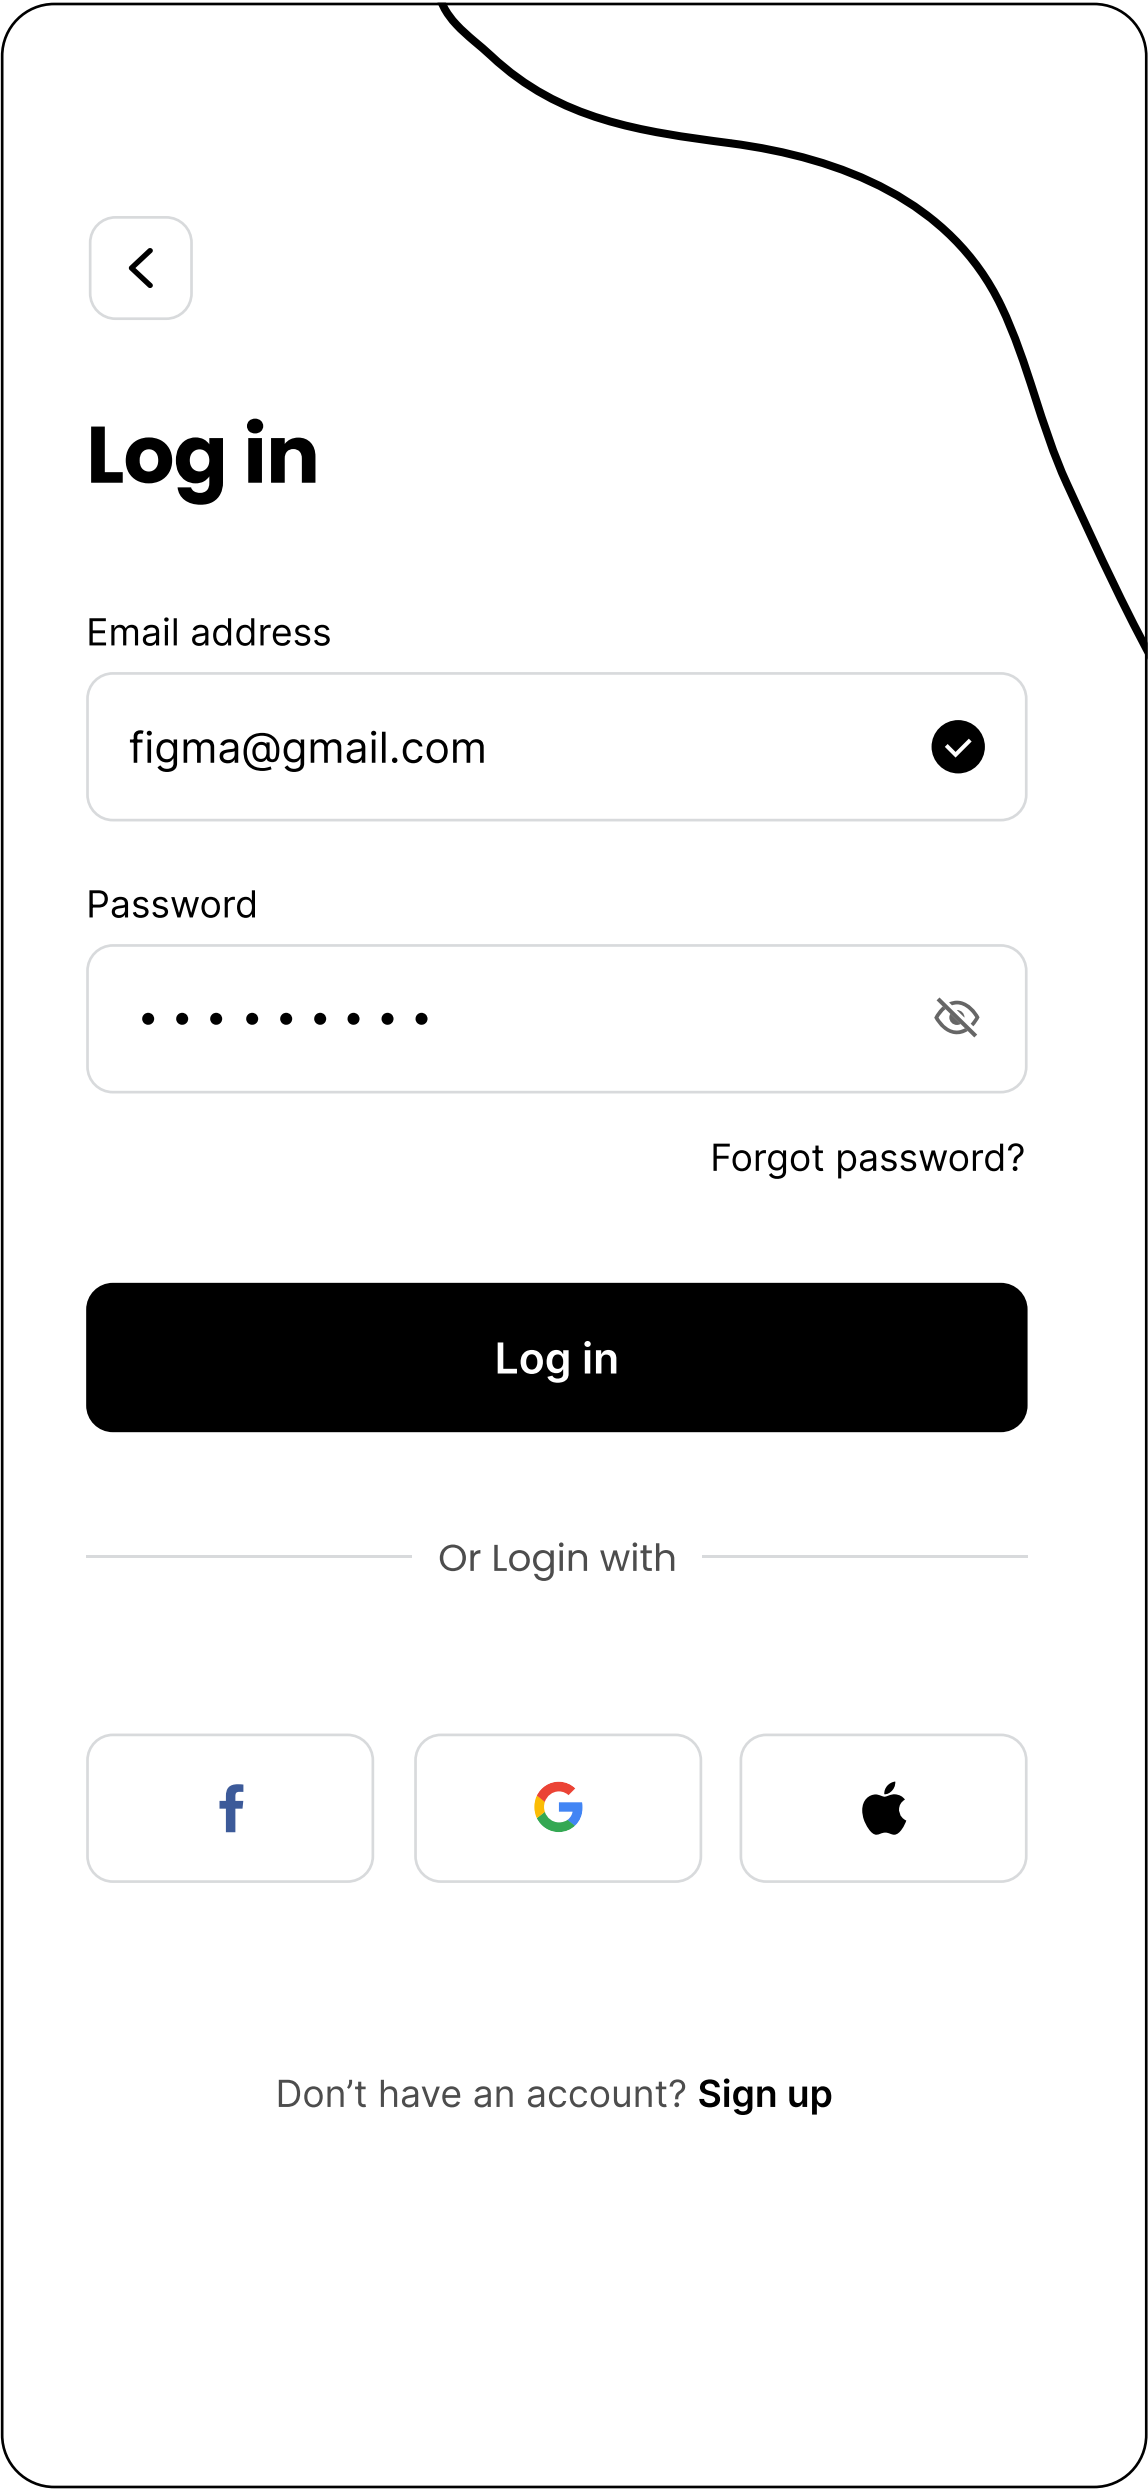 Log in
Email address
figma@gmail.com
Password
Forgot password?
Log in
Or Login with
Don’t have an account? Sign up